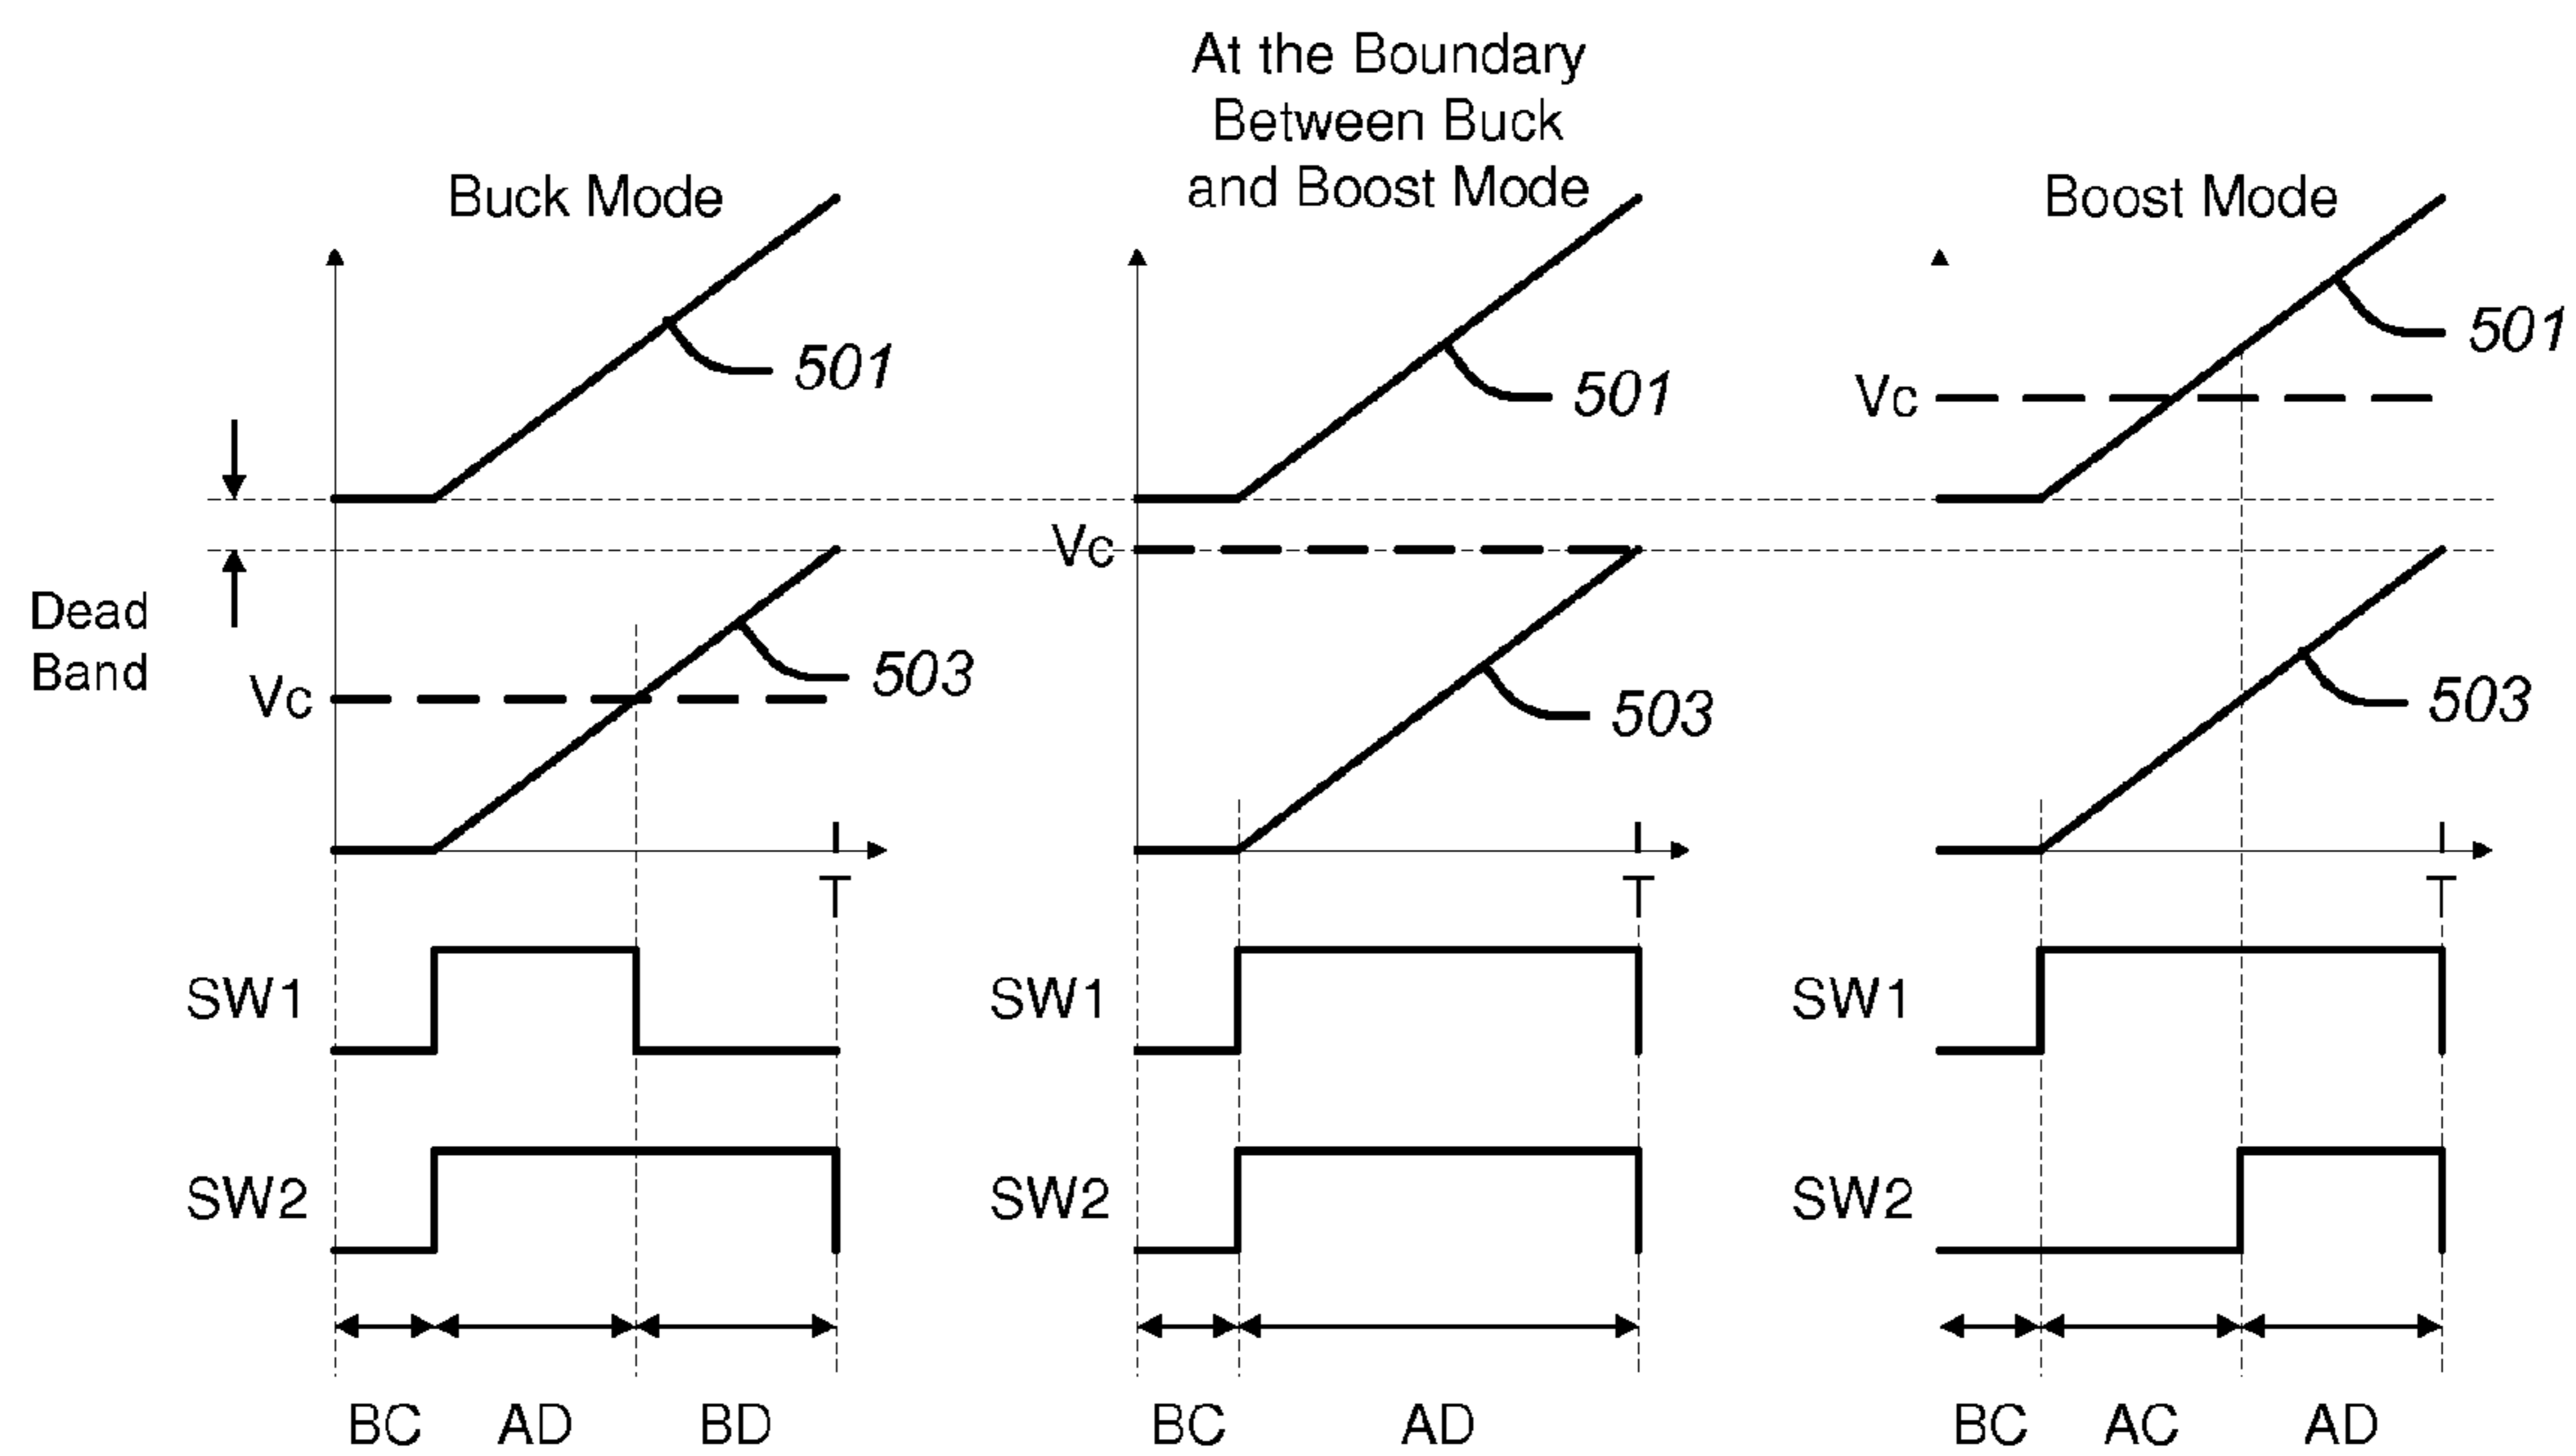 At the Boundary
Between Buck
and Boost Mode
Buck Mode
Boost Mode
501
501
501
Vc
Vc
Dead
Band
Vc
503
503
503
T
T
T
SW1
SW1
SW1
SW2
SW2
SW2
BC AD BD
BC AD
BC AC AD